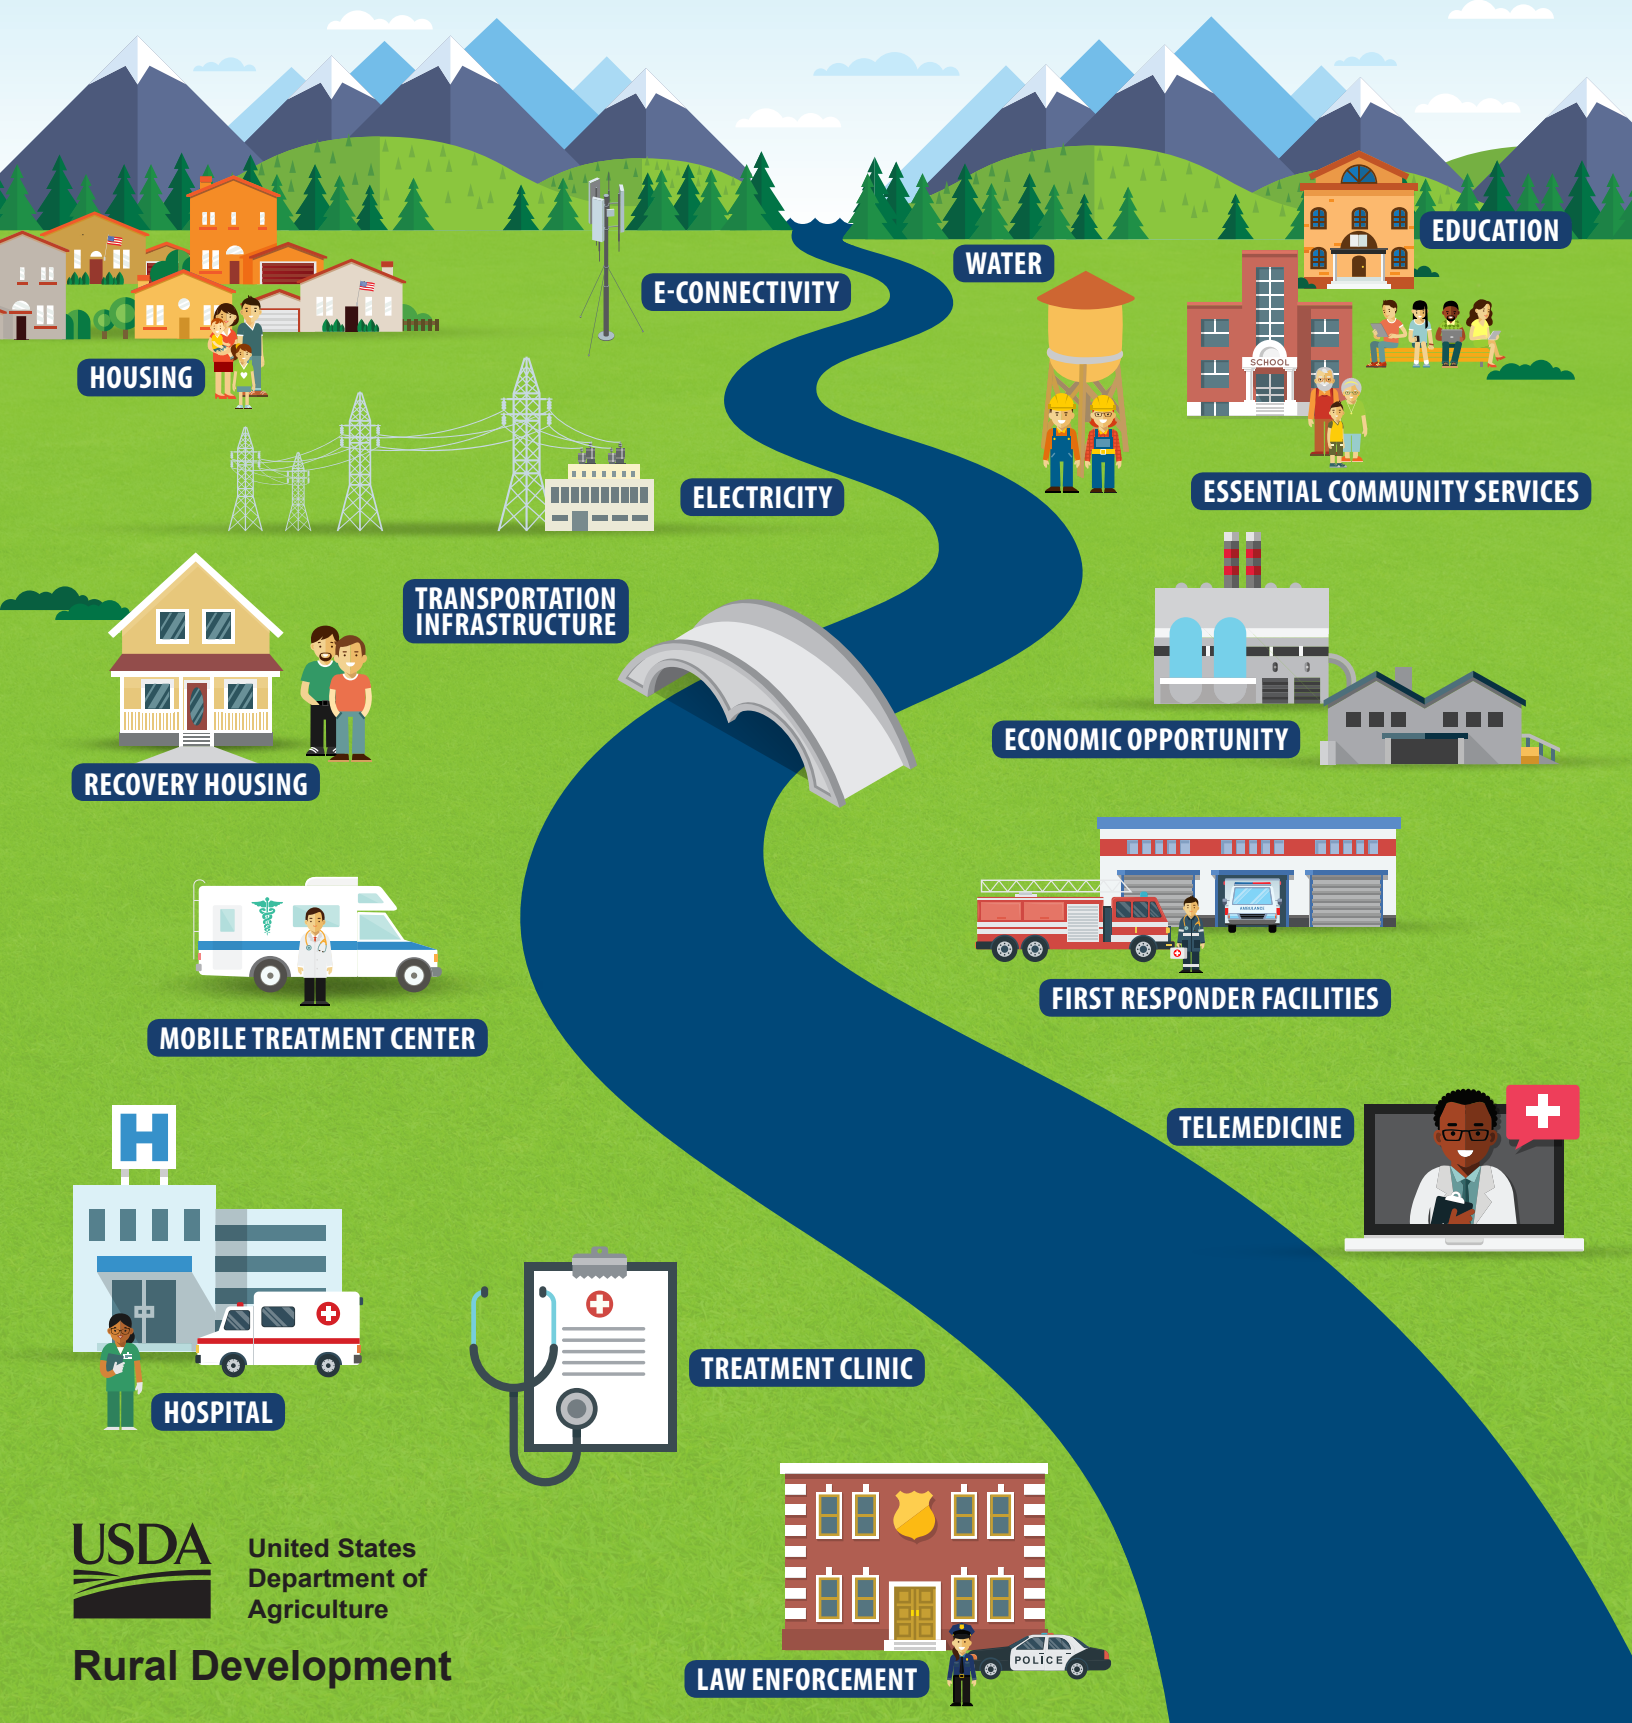 EDUCATION
WATER
E-CONNECTIVITY
SCHOOL
HOUSING
ELECTRICITY
ESSENTIAL COMMUNITY SERVICES
TRANSPORTATION
INFRASTRUCTURE
ECONOMIC OPPORTUNITY
RECOVERY HOUSING
AMBULANCE
FIRST RESPONDER FACILITIES
MOBILE TREATMENT CENTER
TELEMEDICINE
H
TREATMENT CLINIC
HOSPITAL
USDA
United States
Department of
Agriculture
Rural Development
POLICE
LAW ENFORCEMENT